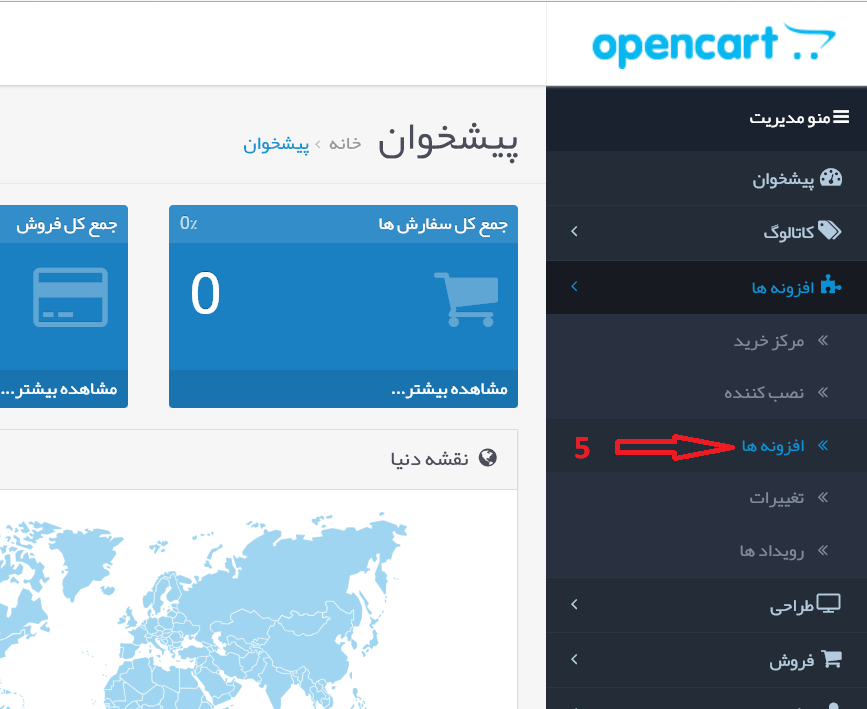 opencart
منو مدیریت
پیشخوان
کاتالوگ
افزونه ها
مرکز خرید
نصب کننده
افزونه ها
5
تغییرات
رویداد ها
طراحی
فروش
پیشخوان
خانه › پیشخوان
جمع کل سفارش ها
0٪
0
مشاهده بیشتر...
جمع کل فروش
مشاهده بیشتر...
نقشه دنیا